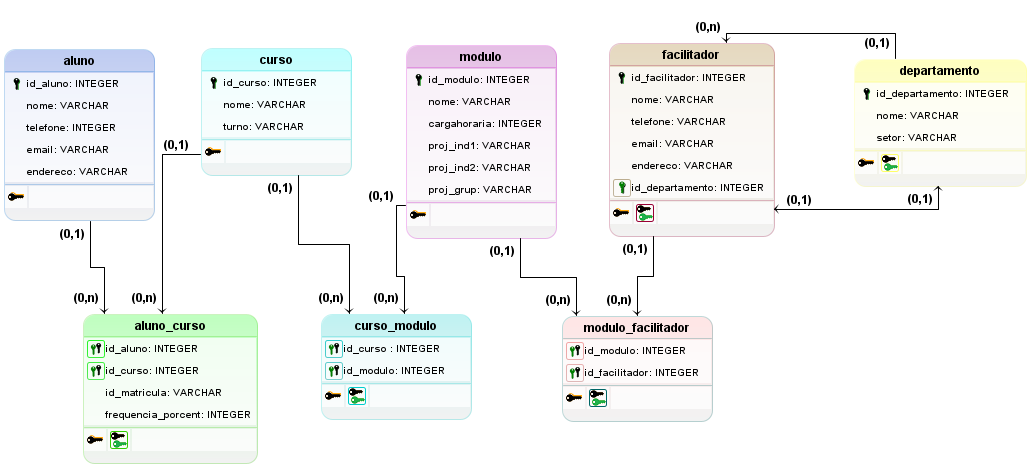 (0,n)
(0,1)
aluno
id_aluno: INTEGER
nome: VARCHAR
telefone: INTEGER
email: VARCHAR
endereco: VARCHAR
curso
id_curso: INTEGER
nome: VARCHAR
turno: VARCHAR
modulo
id_modulo: INTEGER
nome: VARCHAR
cargahoraria: INTEGER
proj_ind1: VARCHAR
proj_ind2: VARCHAR
proj_grup: VARCHAR
facilitador
id_facilitador: INTEGER
nome: VARCHAR
telefone: VARCHAR
email: VARCHAR
endereco: VARCHAR
id_departamento: INTEGER
departamento
id_departamento: INTEGER
nome: VARCHAR
setor: VARCHAR
(0,1)
(0,1)
(0,1)
(0,1)
(0,1)
(0,1)
(0,1)
(0,1)
(0,n)
(0,n)
(0,n)
(0,n)
(0,n)
(0,n)
aluno_curso
id_aluno: INTEGER
id_curso: INTEGER
id_matricula: VARCHAR
frequencia_porcent: INTEGER
curso_modulo
id_curso : INTEGER
id_modulo: INTEGER
modulo_facilitador
id_modulo: INTEGER
id_facilitador: INTEGER